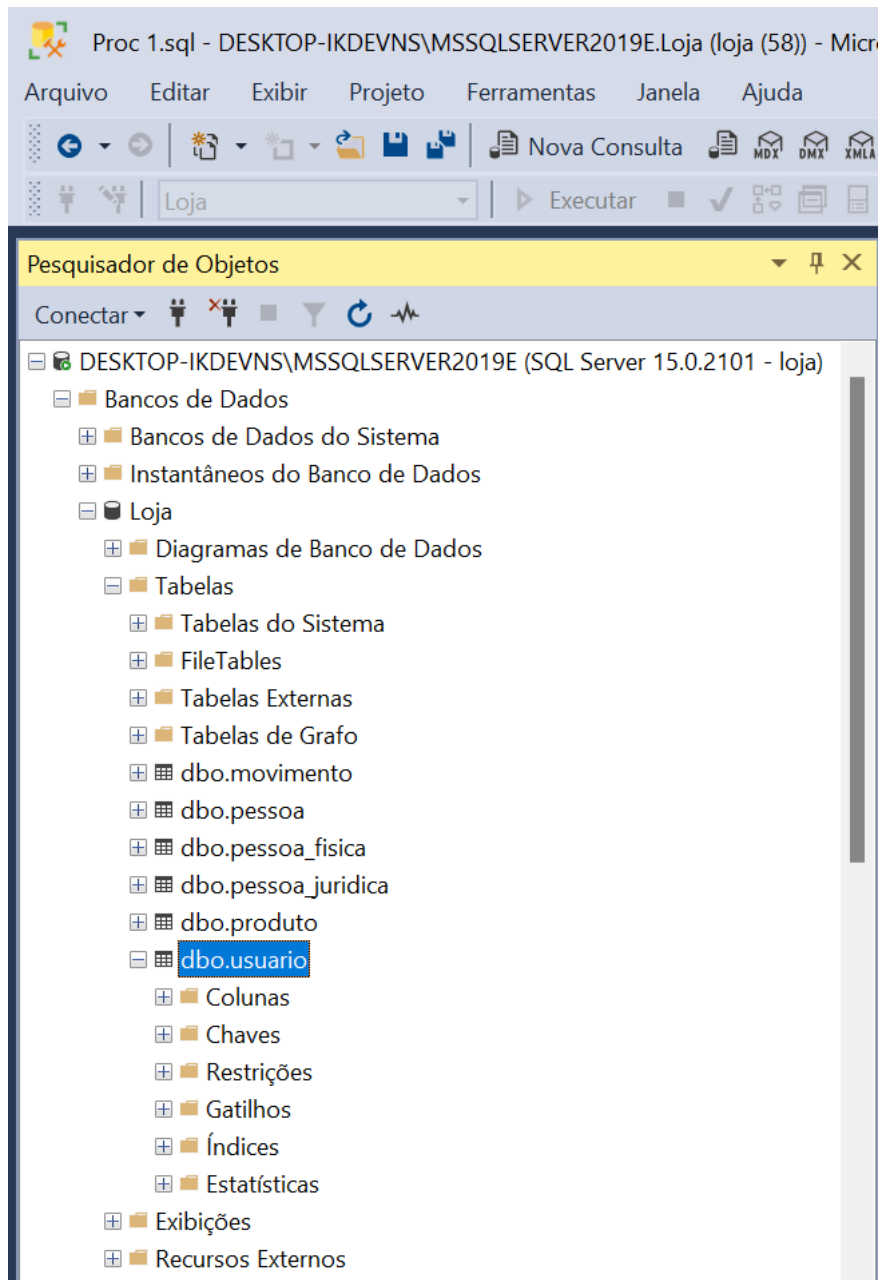 Proc 1.sql - DESKTOP-IKDEVNS\MSSQLSERVER2019E.Loja (loja (58)) - Micr
Arquivo Editar Exibir Projeto Ferramentas Janela Ajuda
Nova Consulta MDX DMX XMLA
Loja Executar
Pesquisador de Objetos
Conectar
DESKTOP-IKDEVNS\MSSQLSERVER2019E (SQL Server 15.0.2101 - loja)
Bancos de Dados
Bancos de Dados do Sistema
Instantâneos do Banco de Dados
Loja
Diagramas de Banco de Dados
Tabelas
Tabelas do Sistema
FileTables
Tabelas Externas
Tabelas de Grafo
dbo.movimento
dbo.pessoa
dbo.pessoa_fisica
dbo.pessoa_juridica
dbo.produto
dbo.usuario
Colunas
Chaves
Restrições
Gatilhos
Índices
Estatísticas
Exibições
Recursos Externos